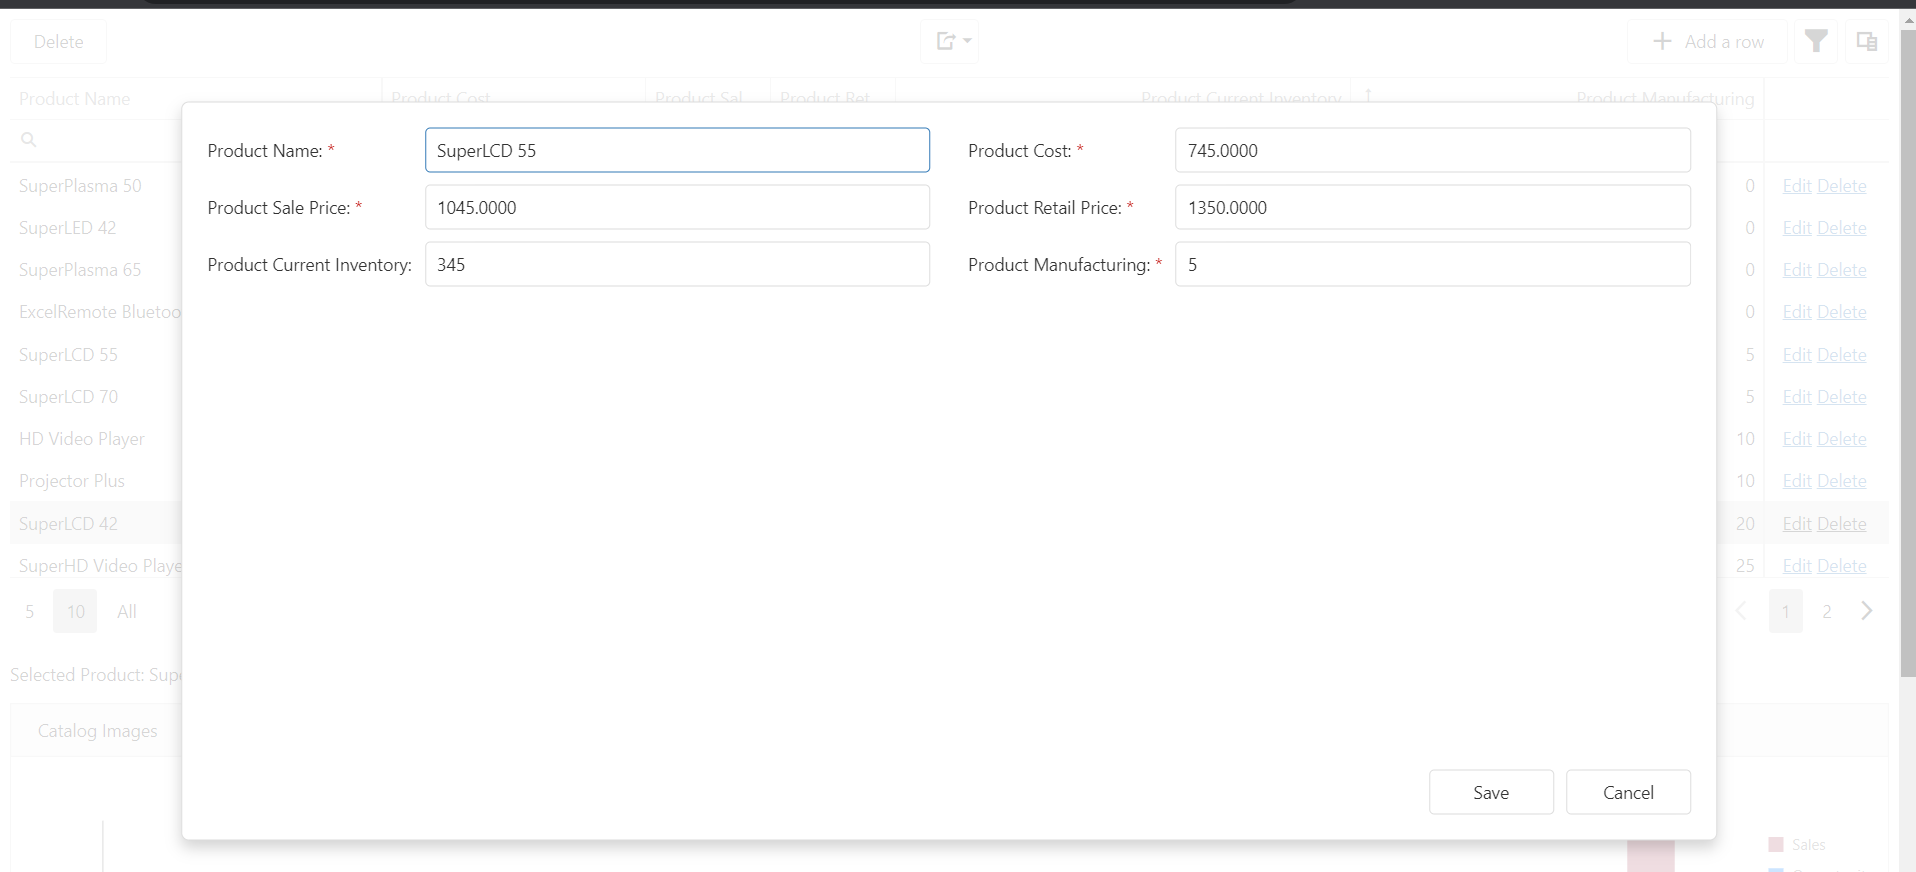 Delete
Add a row
Product Name Product Cost Product Sal Product Ret Product Current Inventory Product Manufacturing
Product Name: * SuperLCD 55 Product Cost: * 745.0000
Product Sale Price: * 1045.0000 Product Retail Price: * 1350.0000
Product Current Inventory: 345 Product Manufacturing: * 5
SuperPlasma 50 0 Edit Delete
SuperLED 42 0 Edit Delete
SuperPlasma 65 0 Edit Delete
ExcelRemote Bluetoo 0 Edit Delete
SuperLCD 55 5 Edit Delete
SuperLCD 70 5 Edit Delete
HD Video Player 10 Edit Delete
Projector Plus 10 Edit Delete
SuperLCD 42 20 Edit Delete
SuperHD Video Playe 25 Edit Delete
5 10 All 1 2
Selected Product: Supe
Catalog Images
Save Cancel
Sales